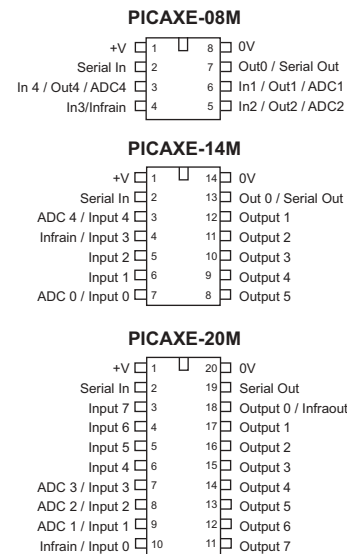 PICAXE-08M
+V 1 8 0V
Serial In 2 7 Out0 / Serial Out
In 4 / Out4 / ADC4 3 6 In1 / Out1 / ADC1
In3/Infrain 4 5 In2 / Out2 / ADC2
PICAXE-14M
+V 1 14 0V
Serial In 2 13 Out 0 / Serial Out
ADC 4 / Input 4 3 12 Output 1
Infrain / Input 3 4 11 Output 2
Input 2 5 10 Output 3
Input 1 6 9 Output 4
ADC 0 / Input 0 7 8 Output 5
PICAXE-20M
+V 1 20 0V
Serial In 2 19 Serial Out
Input 7 3 18 Output 0 / Infraout
Input 6 4 17 Output 1
Input 5 5 16 Output 2
Input 4 6 15 Output 3
ADC 3 / Input 3 7 14 Output 4
ADC 2 / Input 2 8 13 Output 5
ADC 1 / Input 1 9 12 Output 6
Infrain / Input 0 10 11 Output 7